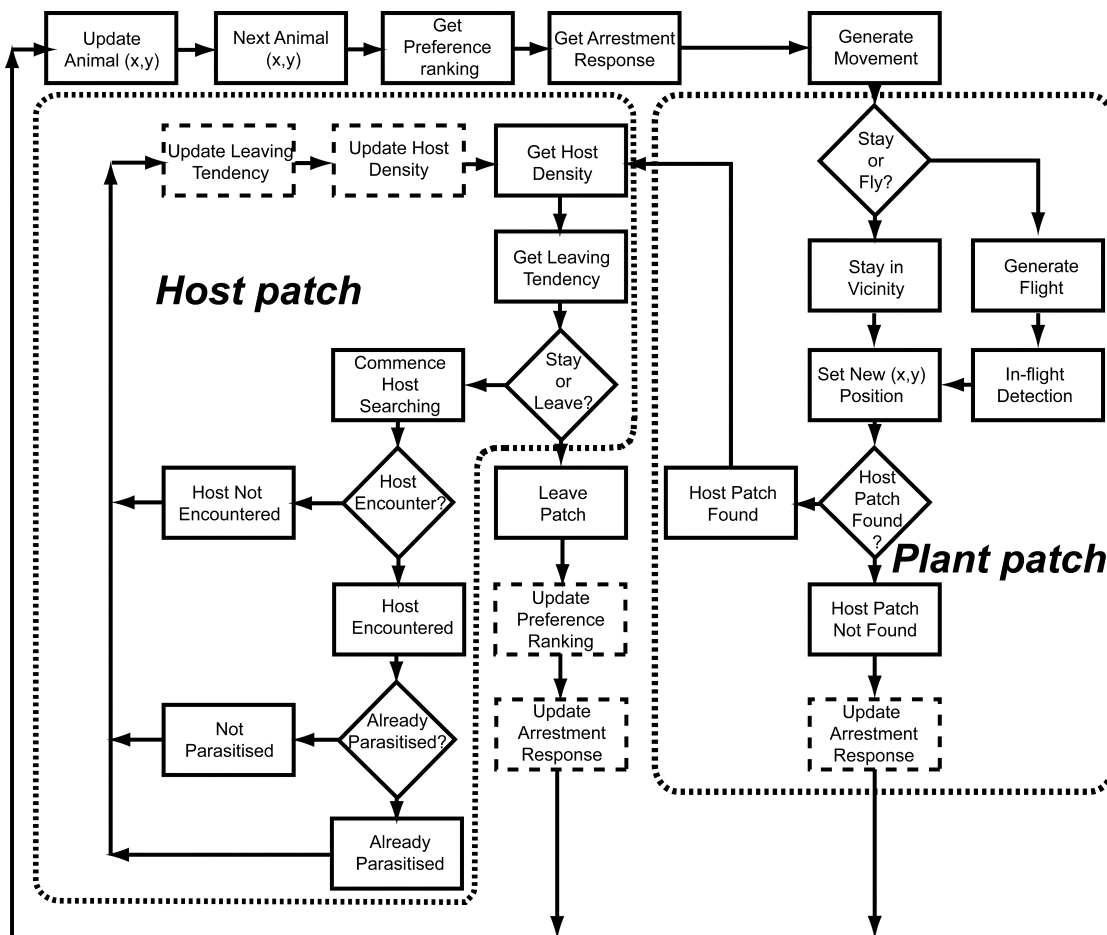 Update
Animal (x,y)
Next Animal
(x,y)
Get
Preference
ranking
Get Arrestment
Response
Generate
Movement
Update Leaving
Tendency
Update Host
Density
Get Host
Density
Stay
or
Fly?
Get Leaving
Tendency
Stay in
Vicinity
Generate
Flight
Host patch
Commence
Host
Searching
Stay
or
Leave?
Set New (x,y)
Position
In-flight
Detection
Host Not
Encountered
Host
Encounter?
Leave
Patch
Host Patch
Found
Host
Patch
Found
?
Plant patch
Host
Encountered
Update
Preference
Ranking
Host Patch
Not Found
Not
Parasitised
Already
Parasitised?
Update
Arrestment
Response
Update
Arrestment
Response
Already
Parasitised